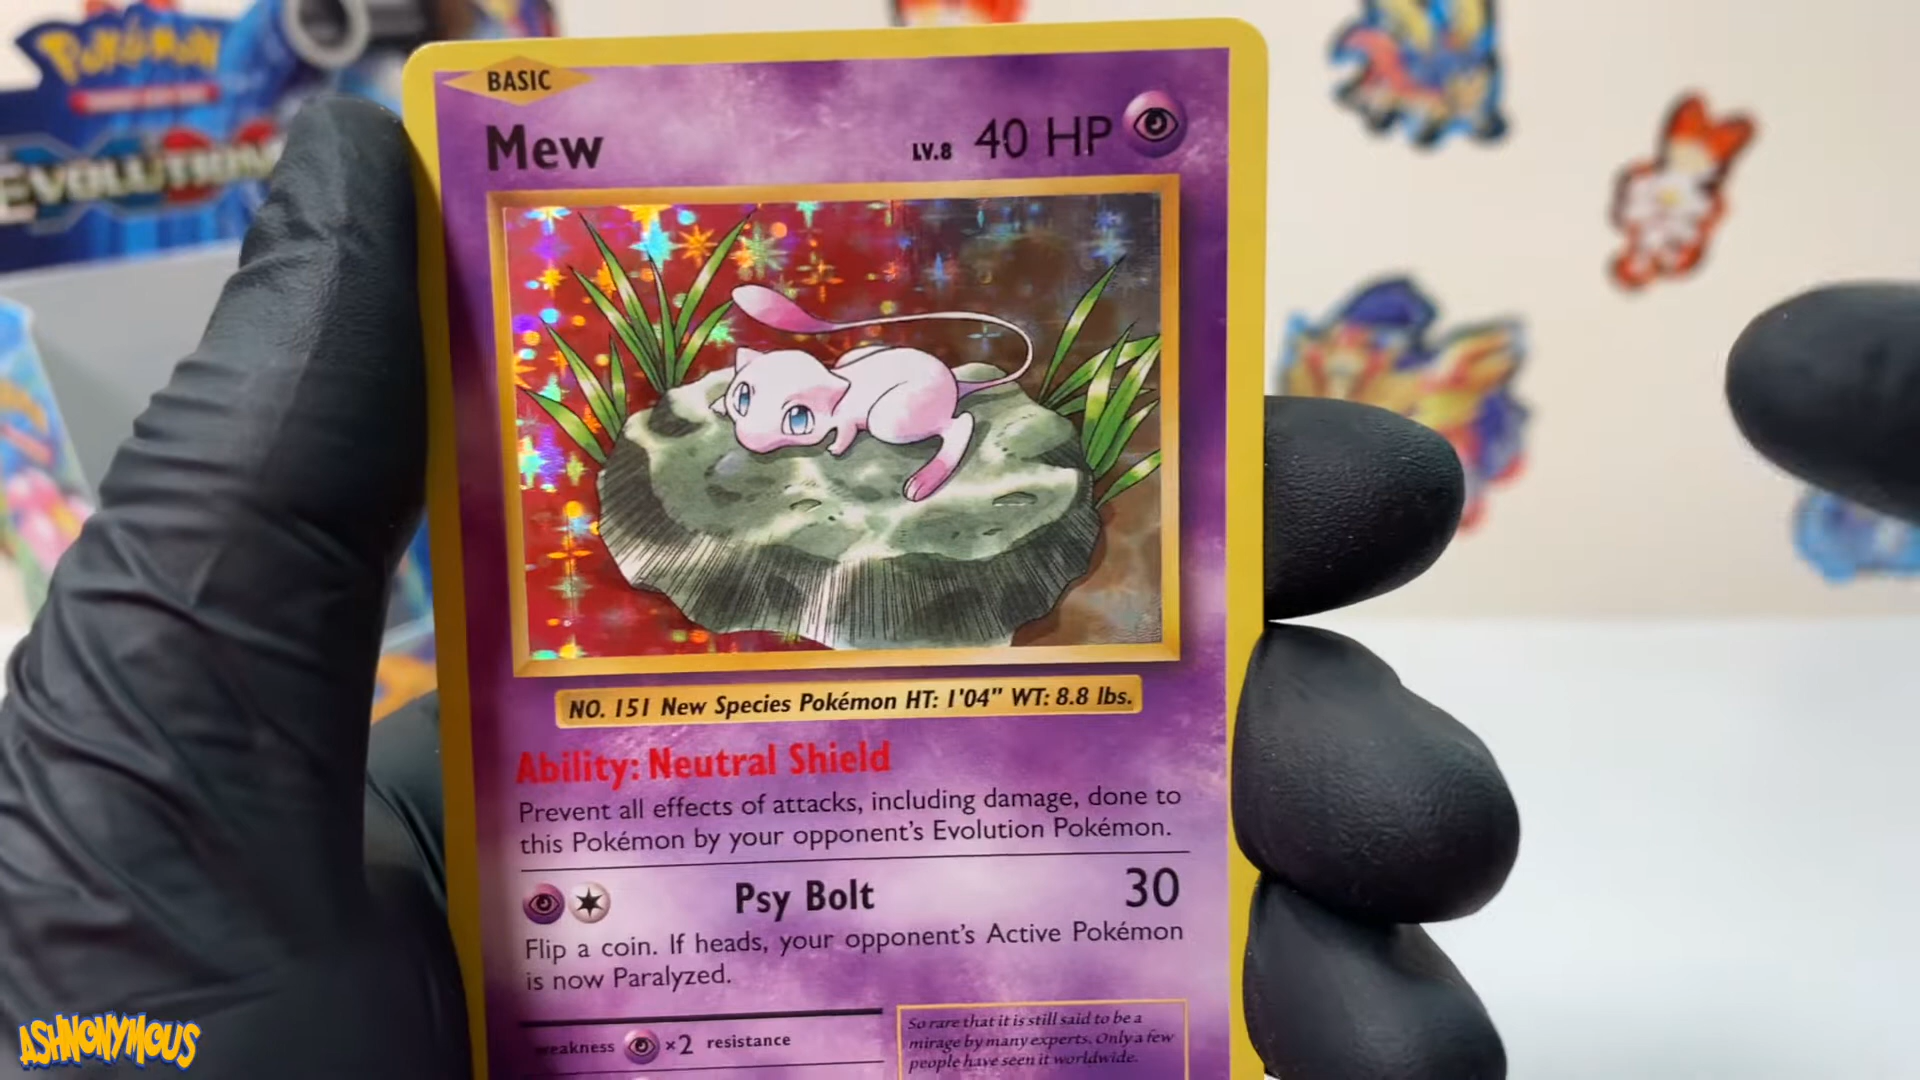 Pokémon
EVOLUTIONS
BASIC
Mew
LV.8 40 HP
NO. 151 New Species Pokémon HT: 1'04" WT: 8.8 lbs.
Ability: Neutral Shield
Prevent all effects of attacks, including damage, done to
this Pokémon by your opponent's Evolution Pokémon.
Psy Bolt 30
Flip a coin. If heads, your opponent's Active Pokémon
is now Paralyzed.
weakness ×2 resistance
So rare that it is still said to be a
mirage by many experts. Only a few
people have seen it worldwide.
ASHNONYMOUS